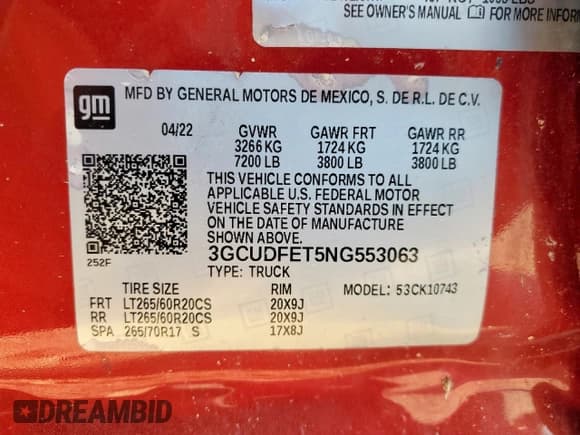 SEE OWNER'S MANUAL FOR MORE INFORM
gm
MFD BY GENERAL MOTORS DE MEXICO, S. DE R.L. DE C.V.
04/22 GVWR GAWR FRT GAWR RR
3266 KG 1724 KG 1724 KG
7200 LB 3800 LB 3800 LB
THIS VEHICLE CONFORMS TO ALL
APPLICABLE U.S. FEDERAL MOTOR
VEHICLE SAFETY STANDARDS IN EFFECT
ON THE DATE OF MANUFACTURE
SHOWN ABOVE.
3GCUDFET5NG553063
252F
TYPE: TRUCK
TIRE SIZE RIM MODEL: 53CK10743
FRT LT265/60R20CS 20X9J
RR LT265/60R20CS 20X9J
SPA 265/70R17 S 17X8J
DREAMBID